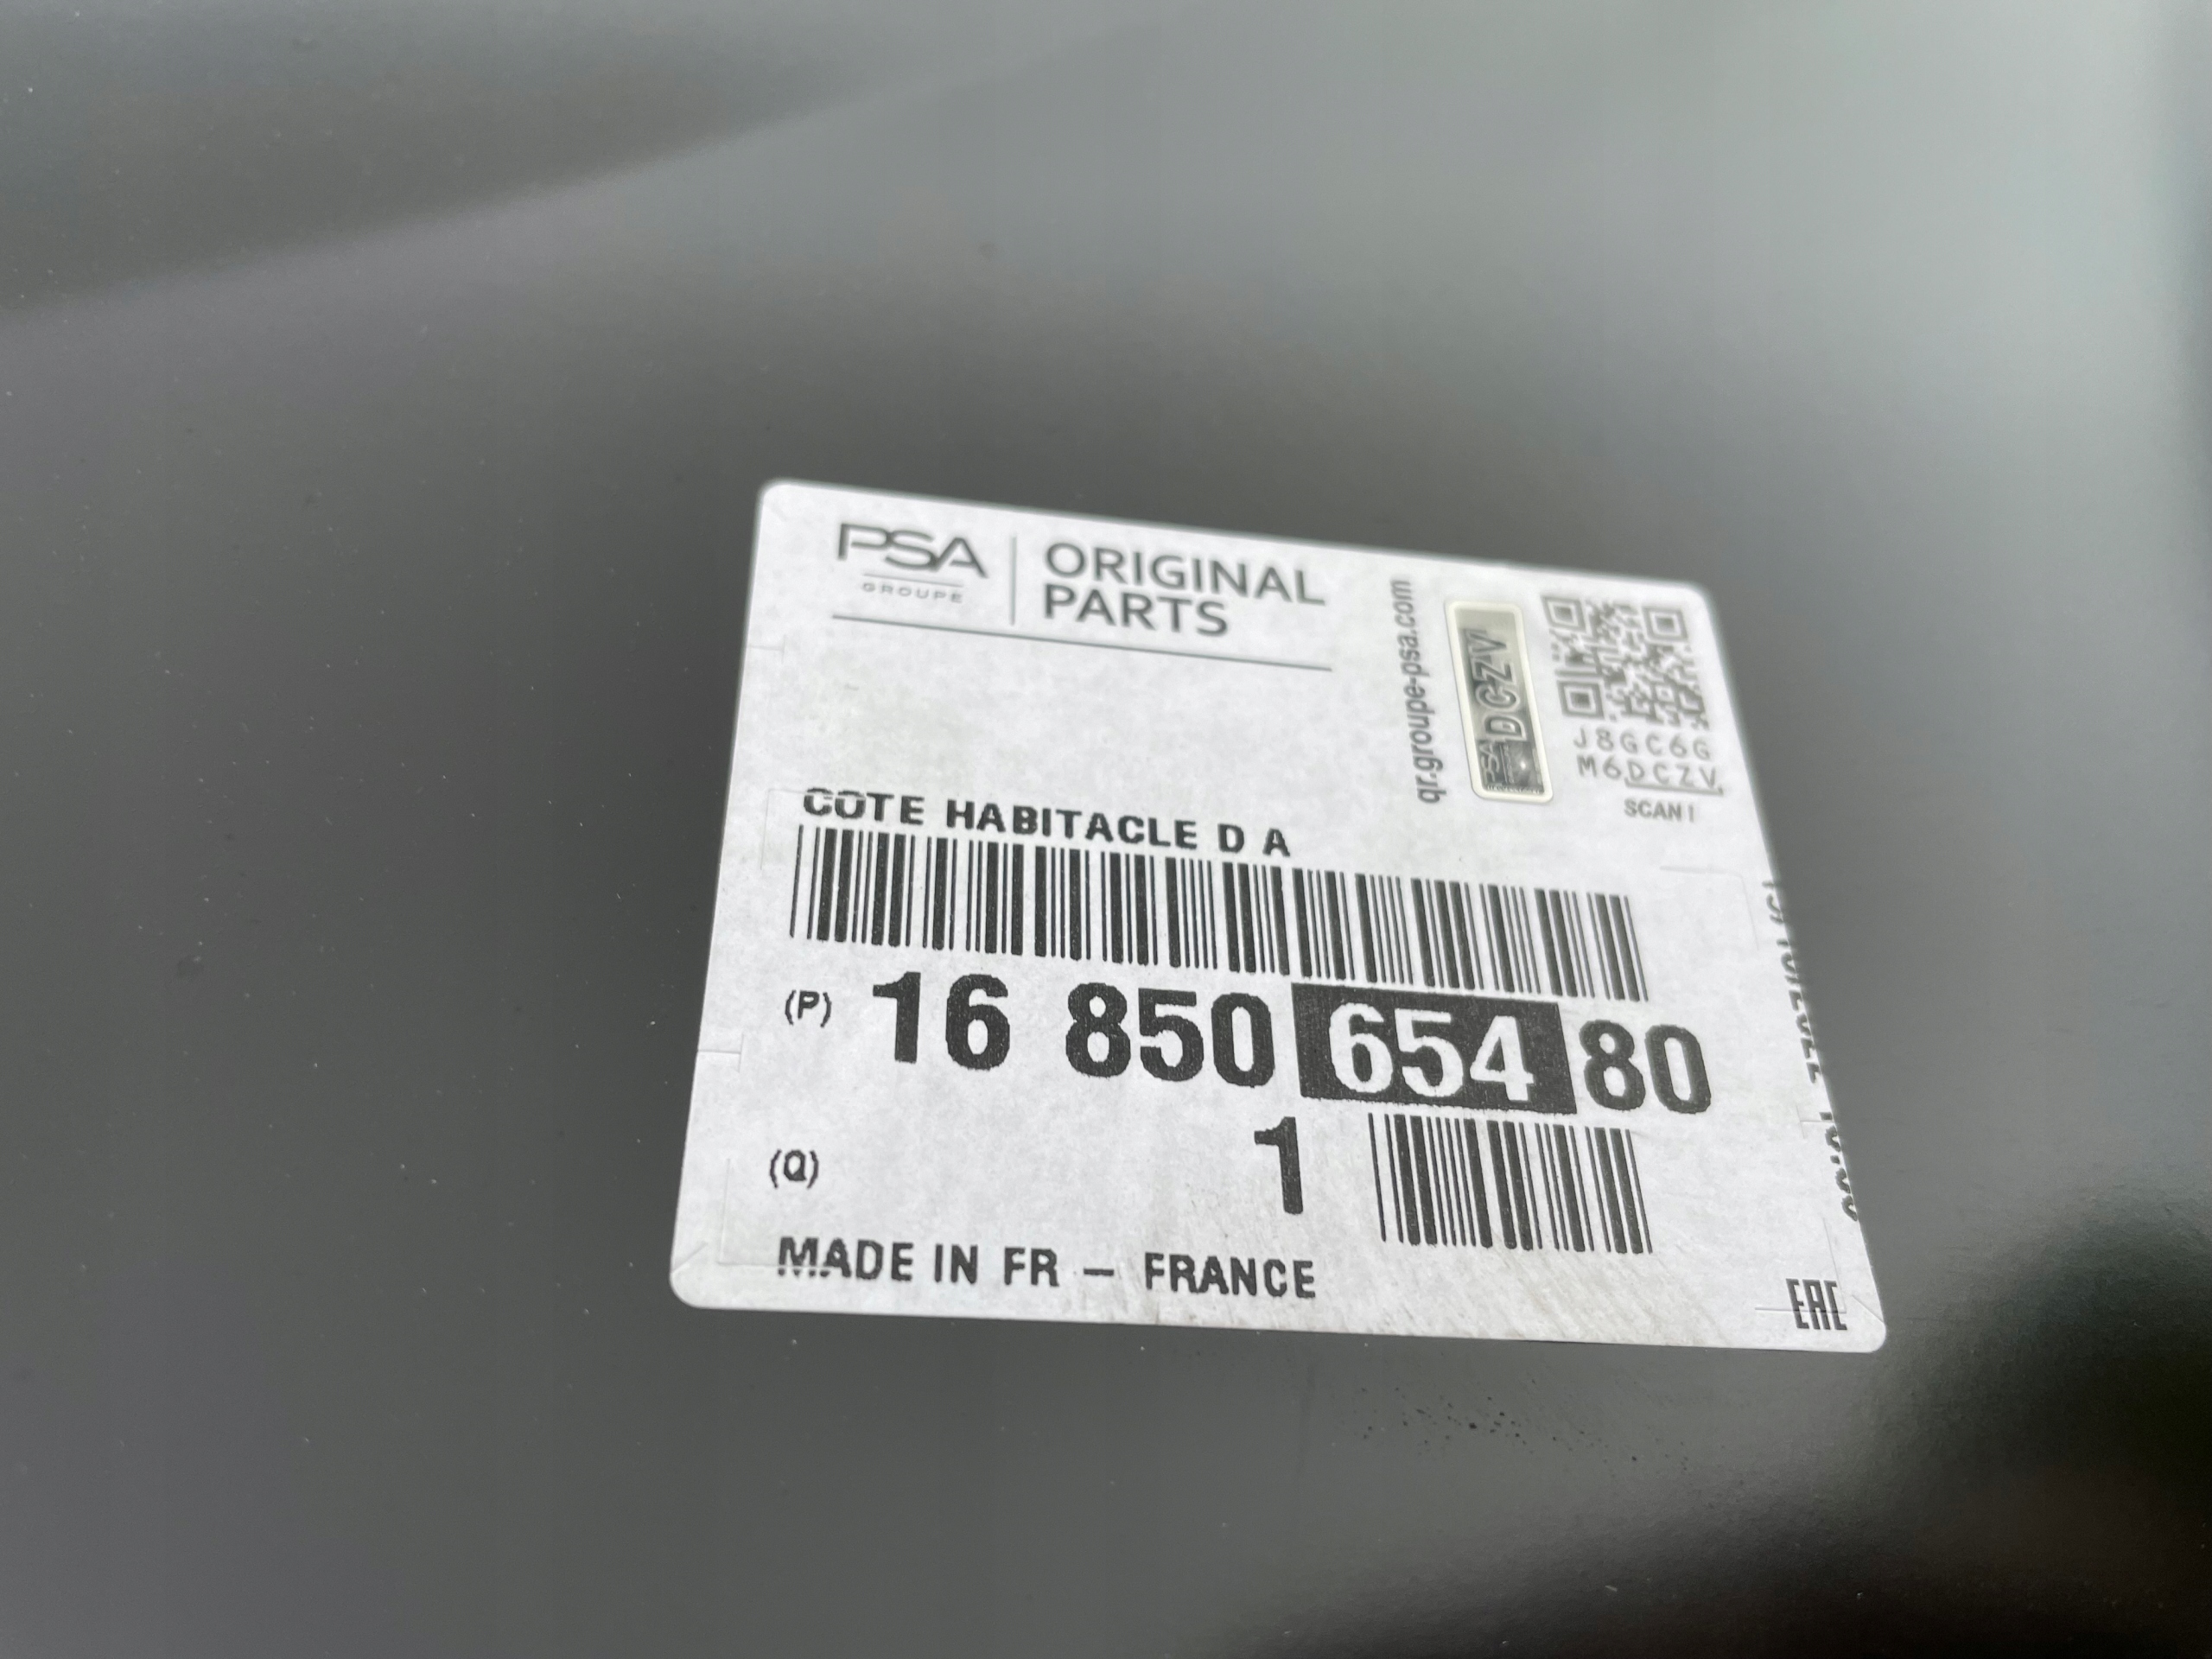 PSA
GROUPE
ORIGINAL
PARTS
qr.groupe-psa.com
PSA
DCZV
J8GC6G
M6DCZV
SCAN !
COTE HABITACLE D A
(P) 16 850 654 80
(Q) 1
MADE IN FR – FRANCE
EAC